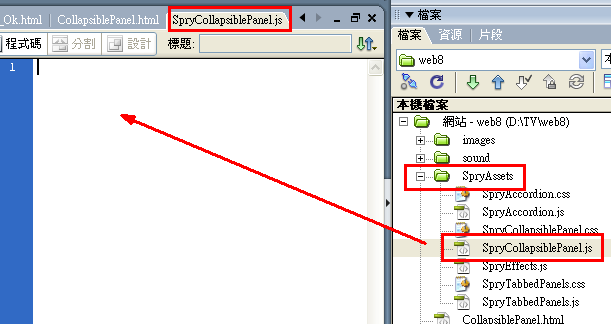 _Ok.html CollapsiblePanel.html SpryCollapsiblePanel.js
程式碼 分割 設計 標題:
1
檔案
檔案 資源 片段
web8
本機檔案
網站 - web8 (D:\TV\web8)
images
sound
SpryAssets
SpryAccordion.css
SpryAccordion.js
SpryCollapsiblePanel.css
SpryCollapsiblePanel.js
SpryEffects.js
SpryTabbedPanels.css
SpryTabbedPanels.js
CollapsiblePanel.html